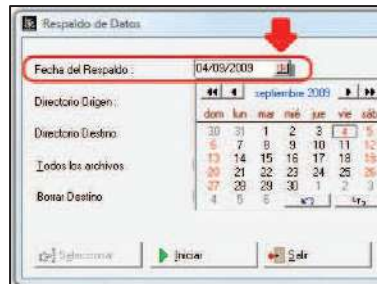 Respaldo de Datos
Fecha del Respaldo : 04/09/2009
Directorio Origen :
Directorio Destino
Todos los archivos
Borrar Destino
septiembre 2009
dom lun mar mié jue vie sáb
30 31 1 2 3 4 5
6 7 8 9 10 11 12
13 14 15 16 17 18 19
20 21 22 23 24 25 26
27 28 29 30 1 2 3
4 5 6
Seleccionar Iniciar Salir